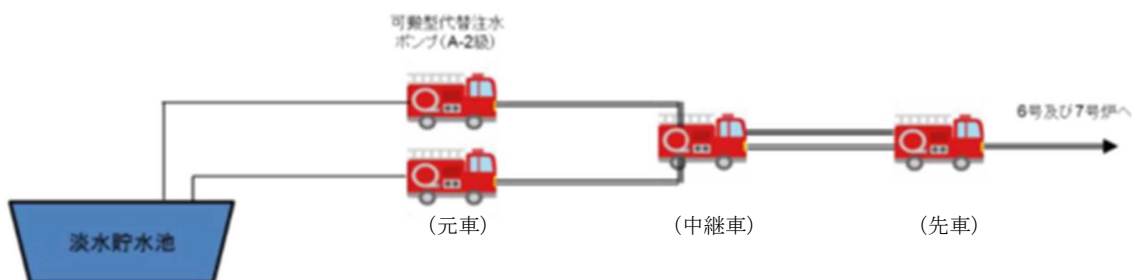 可搬型代替注水
ポンプ(A-2級)
6号及び7号炉へ
(元車)
(中継車)
(先車)
淡水貯水池